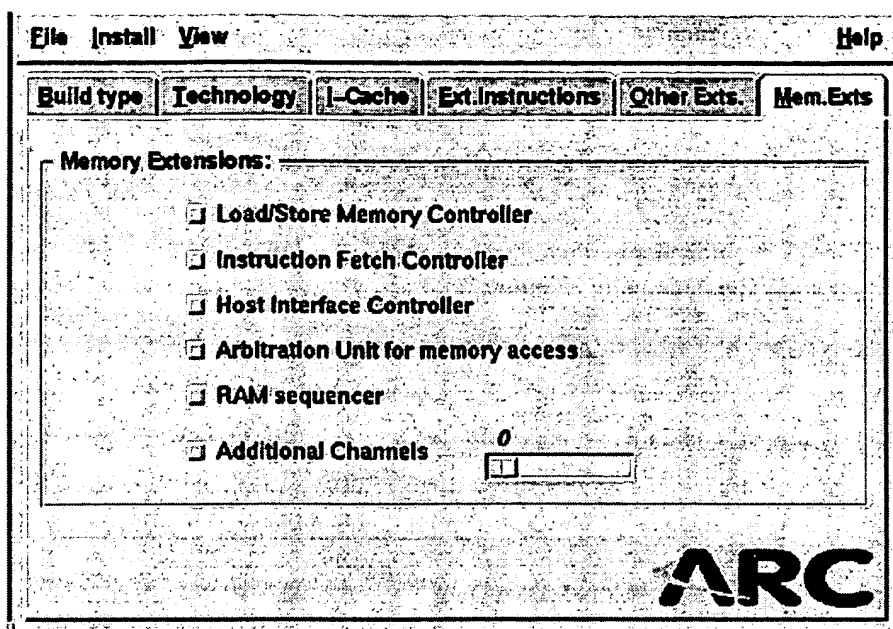 File Install View Help
Build type Technology I-Cache Ext.Instructions Other Exts. Mem.Exts
Memory Extensions:
Load/Store Memory Controller
Instruction Fetch Controller
Host Interface Controller
Arbitration Unit for memory access
RAM sequencer
0
Additional Channels
ARC